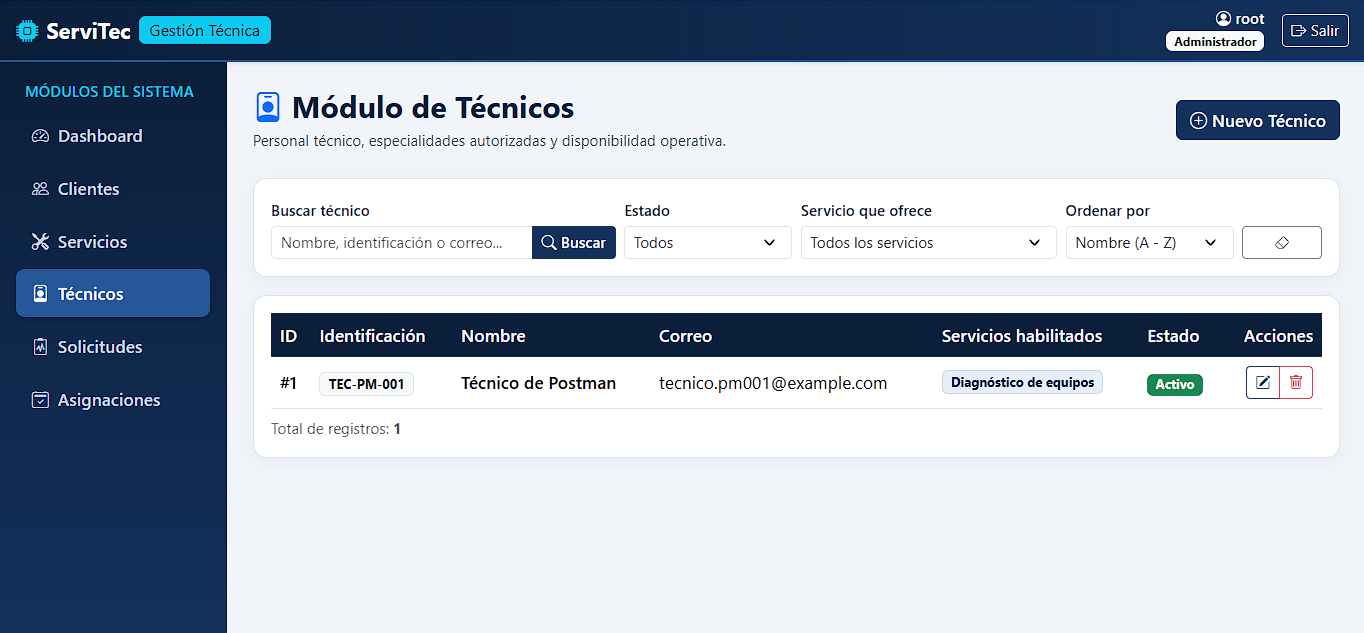 ServiTec Gestión Técnica
root
Administrador
Salir
MÓDULOS DEL SISTEMA
Dashboard
Clientes
Servicios
Técnicos
Solicitudes
Asignaciones
Módulo de Técnicos
Personal técnico, especialidades autorizadas y disponibilidad operativa.
Nuevo Técnico
Buscar técnico Estado Servicio que ofrece Ordenar por
Nombre, identificación o correo... Buscar Todos Todos los servicios Nombre (A - Z)
ID Identificación Nombre Correo Servicios habilitados Estado Acciones
#1 TEC-PM-001 Técnico de Postman tecnico.pm001@example.com Diagnóstico de equipos Activo
Total de registros: 1